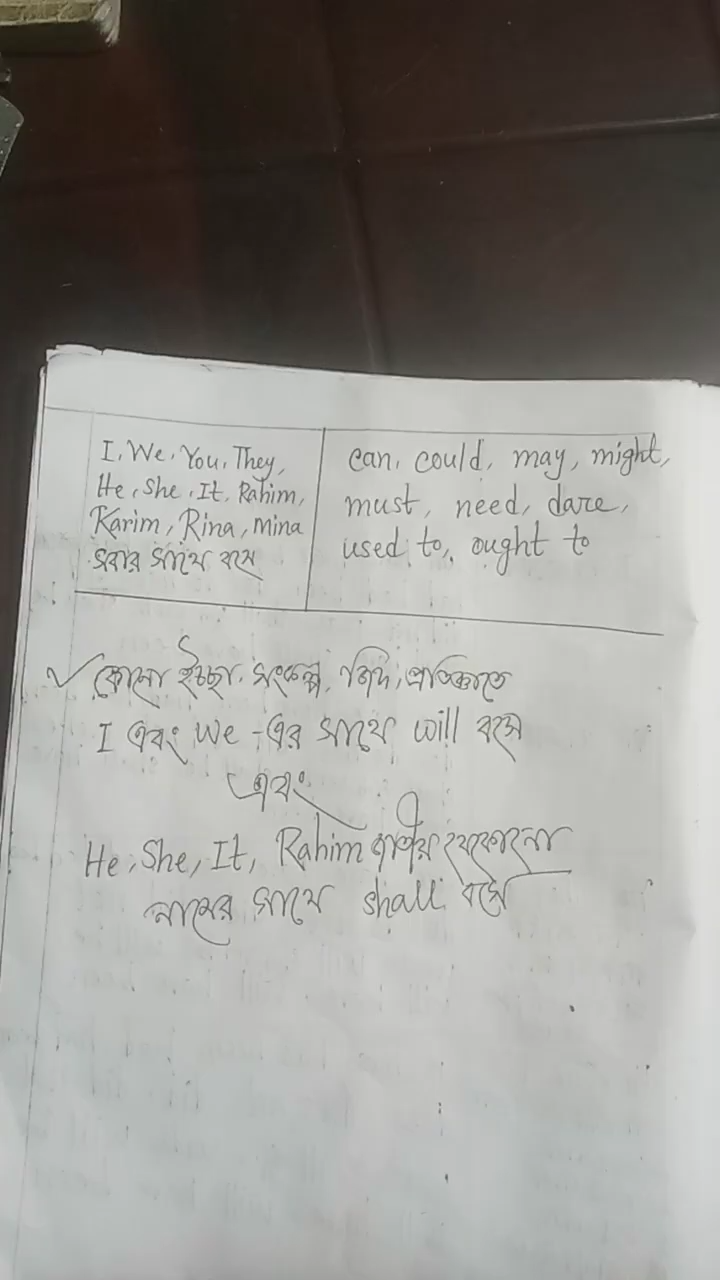 I, We, You, They,
He, She, It, Rahim,
Karim, Rina, Mina
সবার সাথে বসে
can, could, may, might,
must, need, dare,
used to, ought to
কোনো ইচ্ছা, সংকল্প, জিদ, প্রতিজ্ঞাতে
I এবং We -এর সাথে will বসে
এবং
He, She, It, Rahim যেকোনো
নামের সাথে shall বসে